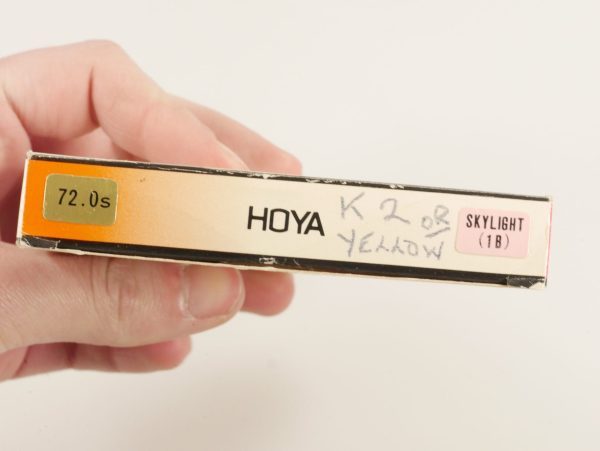 72.0s
HOYA
K 2 OR
YELLOW
SKYLIGHT
(1B)